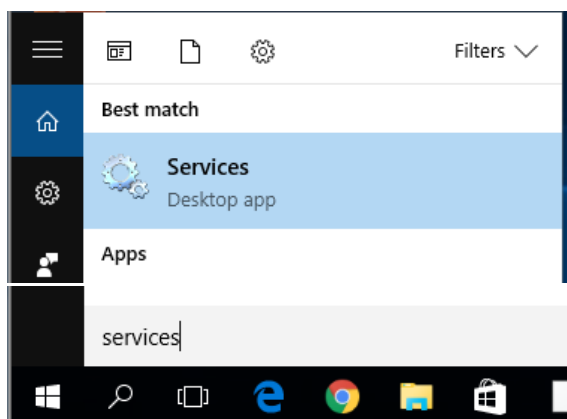 Filters
Best match
Services
Desktop app
Apps
services